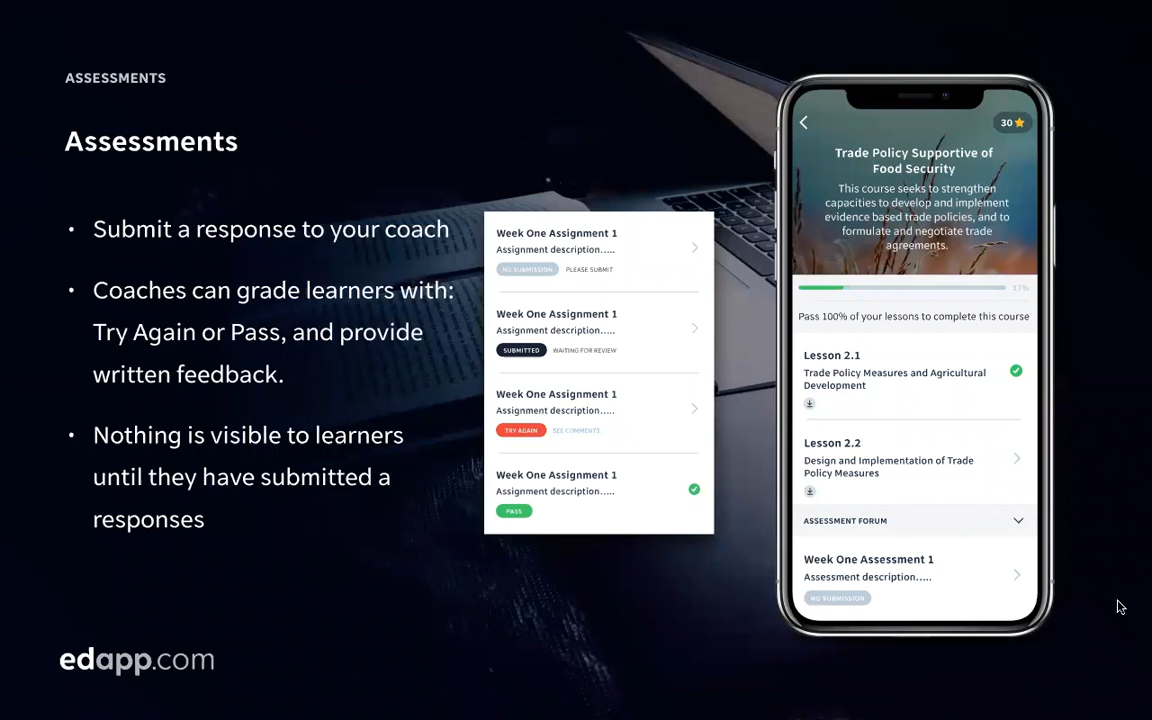 ASSESSMENTS
Assessments
• Submit a response to your coach
• Coaches can grade learners with:
Try Again or Pass, and provide
written feedback.
• Nothing is visible to learners
until they have submitted a
responses
edapp.com
Week One Assignment 1
Assignment description.....
NO SUBMISSION PLEASE SUBMIT
Week One Assignment 1
Assignment description.....
SUBMITTED WAITING FOR REVIEW
Week One Assignment 1
Assignment description.....
TRY AGAIN SEE COMMENTS
Week One Assignment 1
Assignment description.....
PASS
30
Trade Policy Supportive of
Food Security
This course seeks to strengthen
capacities to develop and implement
evidence based trade policies, and to
formulate and negotiate trade
agreements.
17%
Pass 100% of your lessons to complete this course
Lesson 2.1
Trade Policy Measures and Agricultural
Development
Lesson 2.2
Design and Implementation of Trade
Policy Measures
ASSESSMENT FORUM
Week One Assessment 1
Assessment description.....
NO SUBMISSION